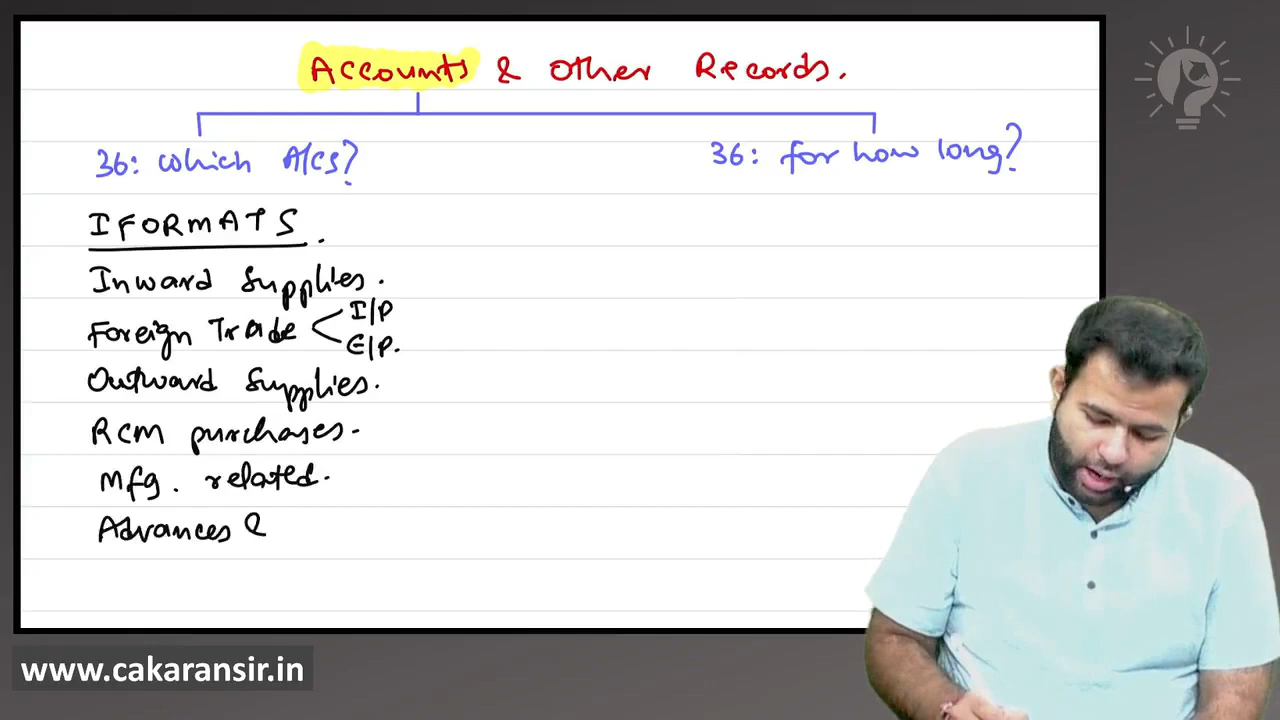 Accounts & Other Records.
36: Which A/cs?
36: for how long?
IFORMATS.
Inward Supplies.
Foreign Trade < I/P
E/P.
Outward Supplies.
RCM purchases.
Mfg. related.
Advances &
www.cakaransir.in